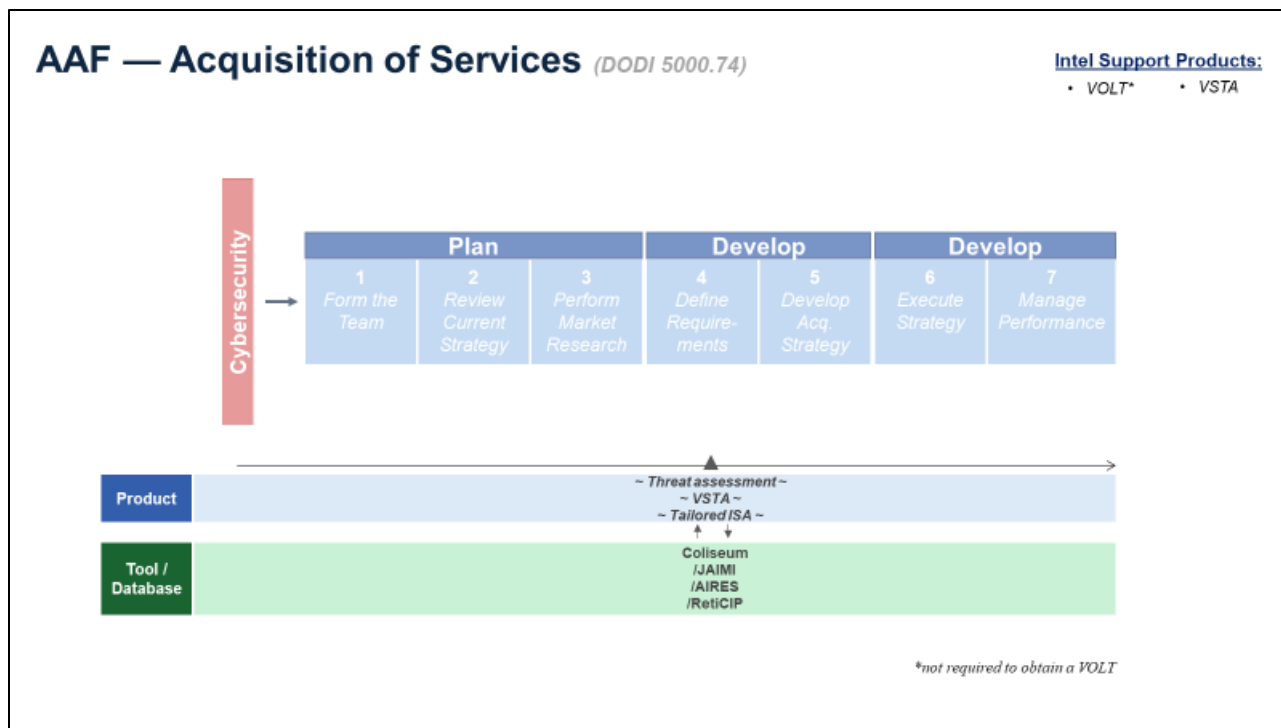 AAF — Acquisition of Services (DODI 5000.74)
Intel Support Products:
• VOLT* • VSTA
Cybersecurity
Plan
Develop
Develop
1
Form the
Team
2
Review
Current
Strategy
3
Perform
Market
Research
4
Define
Require-
ments
5
Develop
Acq.
Strategy
6
Execute
Strategy
7
Manage
Performance
Product
~ Threat assessment ~
~ VSTA ~
~ Tailored ISA ~
Tool /
Database
Coliseum
/JAIMI
/AIRES
/RetiCIP
*not required to obtain a VOLT